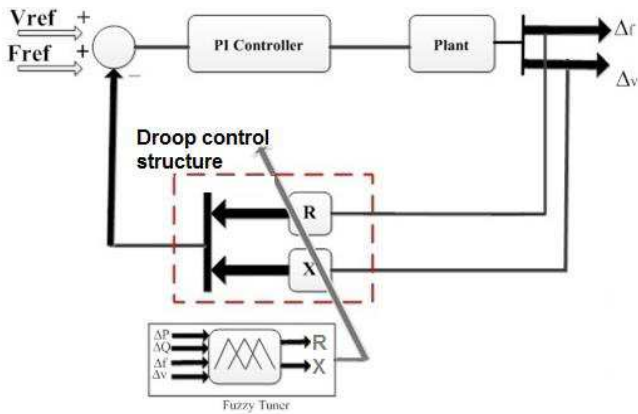 Vref +
Fref +
−
PI Controller
Plant
Δf
Δv
Droop control
structure
R
X
ΔP
ΔQ
Δf
Δv
R
X
Fuzzy Tuner